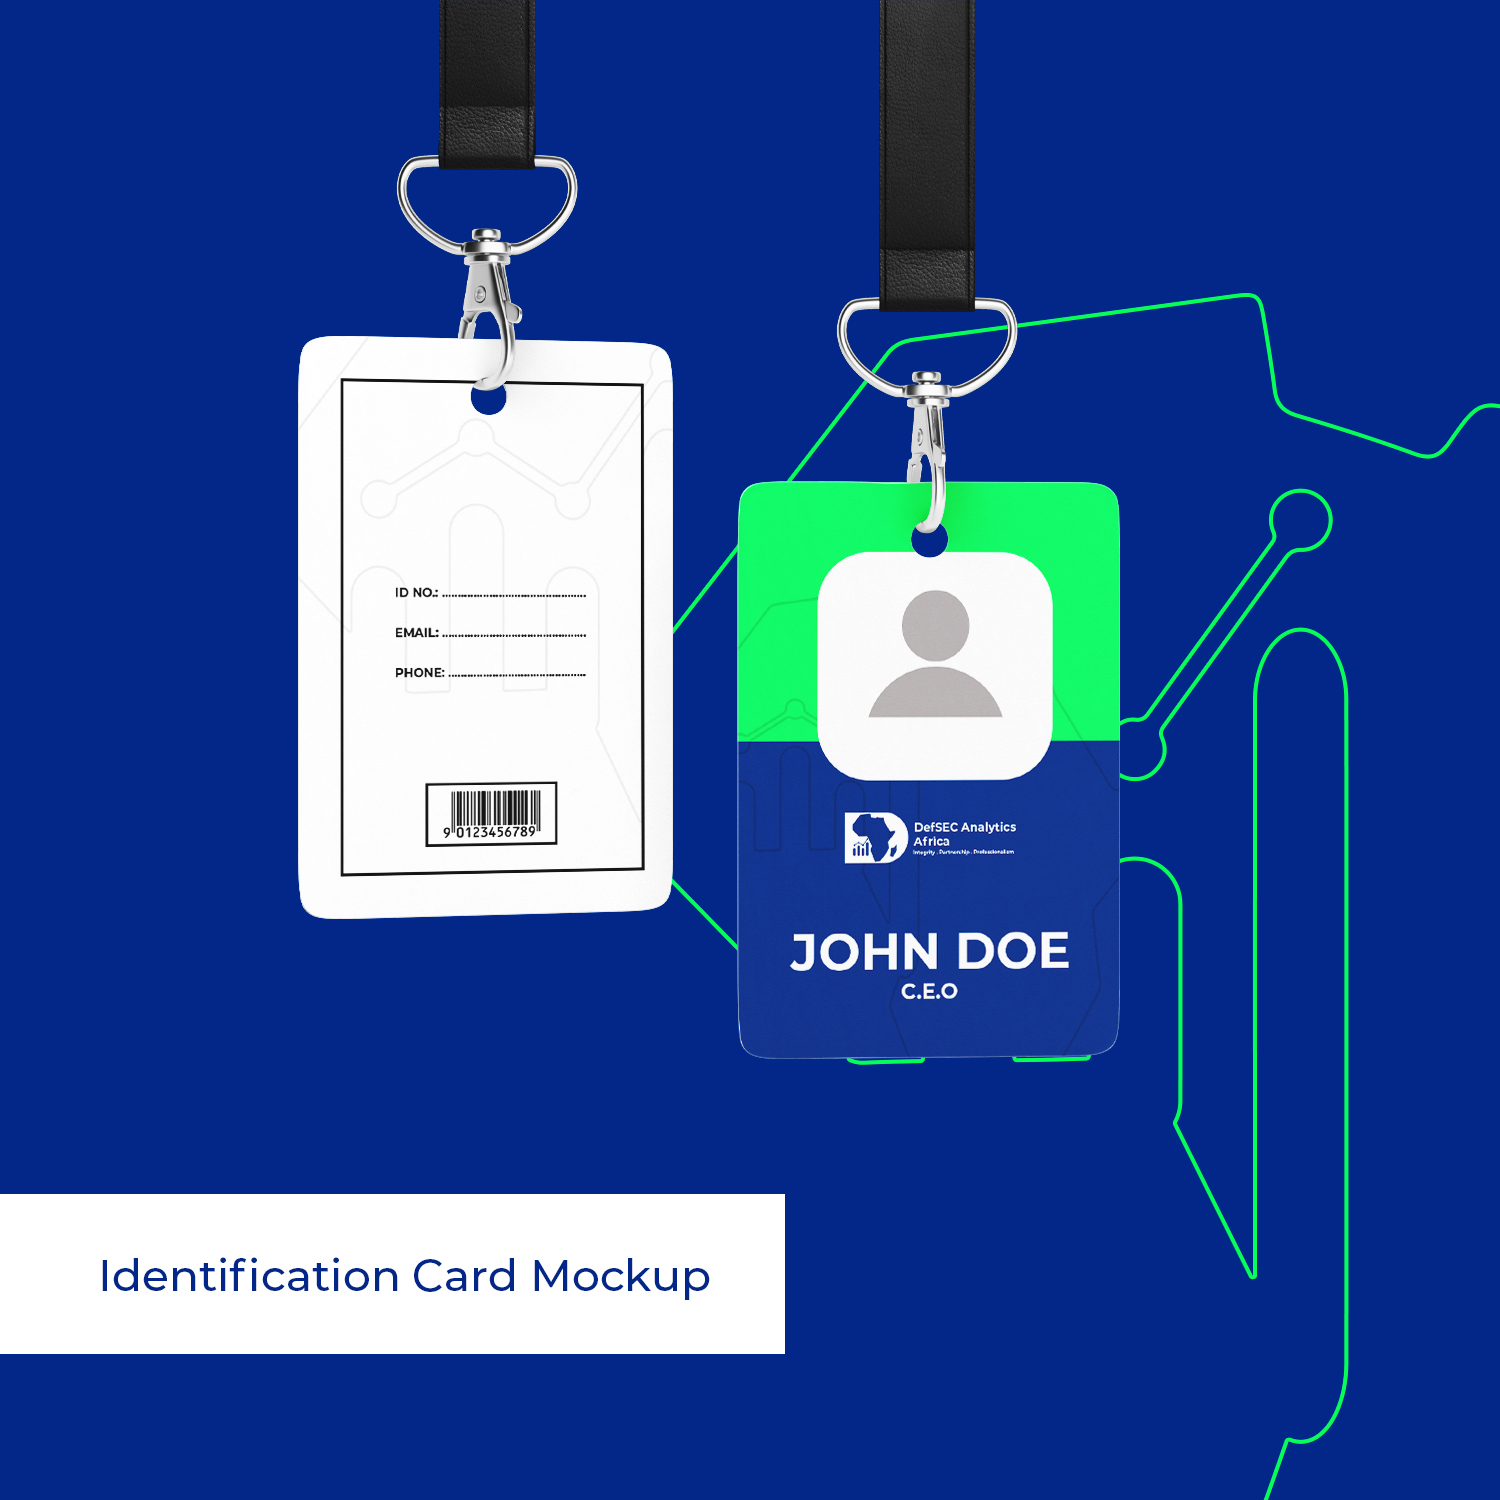 ID NO.: ........................................
EMAIL: ........................................
PHONE: ......................................
9 0123456789
DefSEC Analytics
Africa
Integrity . Partnership . Professionalism
JOHN DOE
C.E.O
Identification Card Mockup